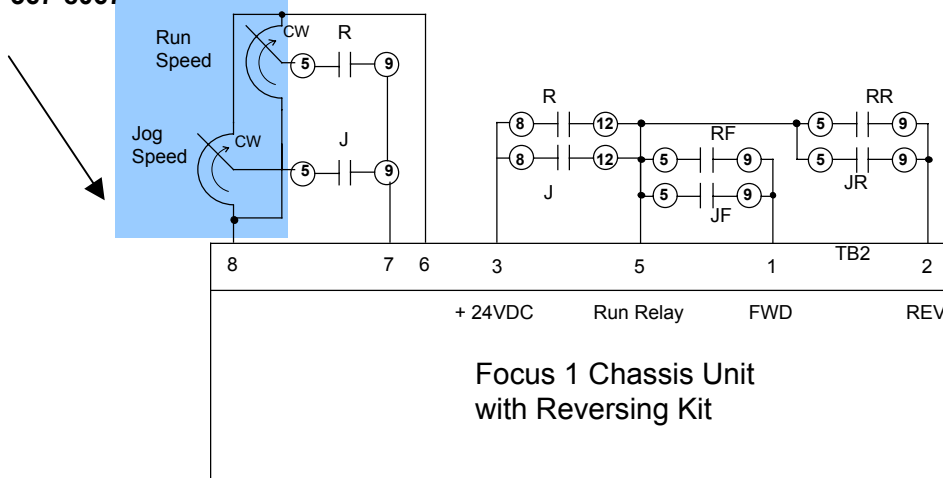 Run
Speed
CW
R
5
9
Jog
Speed
CW
J
5
9
R
8
12
8
12
J
RF
5
9
5
9
JF
RR
5
9
5
9
JR
8
7
6
3
5
1
TB2
2
+ 24VDC
Run Relay
FWD
REV
Focus 1 Chassis Unit
with Reversing Kit